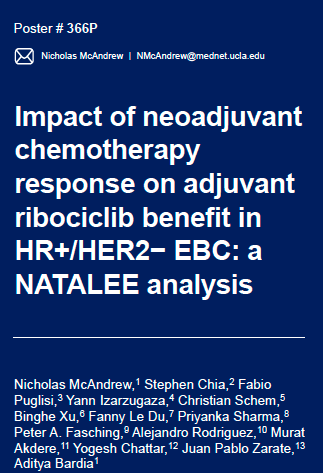 Poster # 366P
Nicholas McAndrew | NMcAndrew@mednet.ucla.edu
Impact of neoadjuvant
chemotherapy
response on adjuvant
ribociclib benefit in
HR+/HER2− EBC: a
NATALEE analysis
Nicholas McAndrew,¹ Stephen Chia,² Fabio
Puglisi,³ Yann Izarzugaza,⁴ Christian Schem,⁵
Binghe Xu,⁶ Fanny Le Du,⁷ Priyanka Sharma,⁸
Peter A. Fasching,⁹ Alejandro Rodriguez,¹⁰ Murat
Akdere,¹¹ Yogesh Chattar,¹² Juan Pablo Zarate,¹³
Aditya Bardia¹